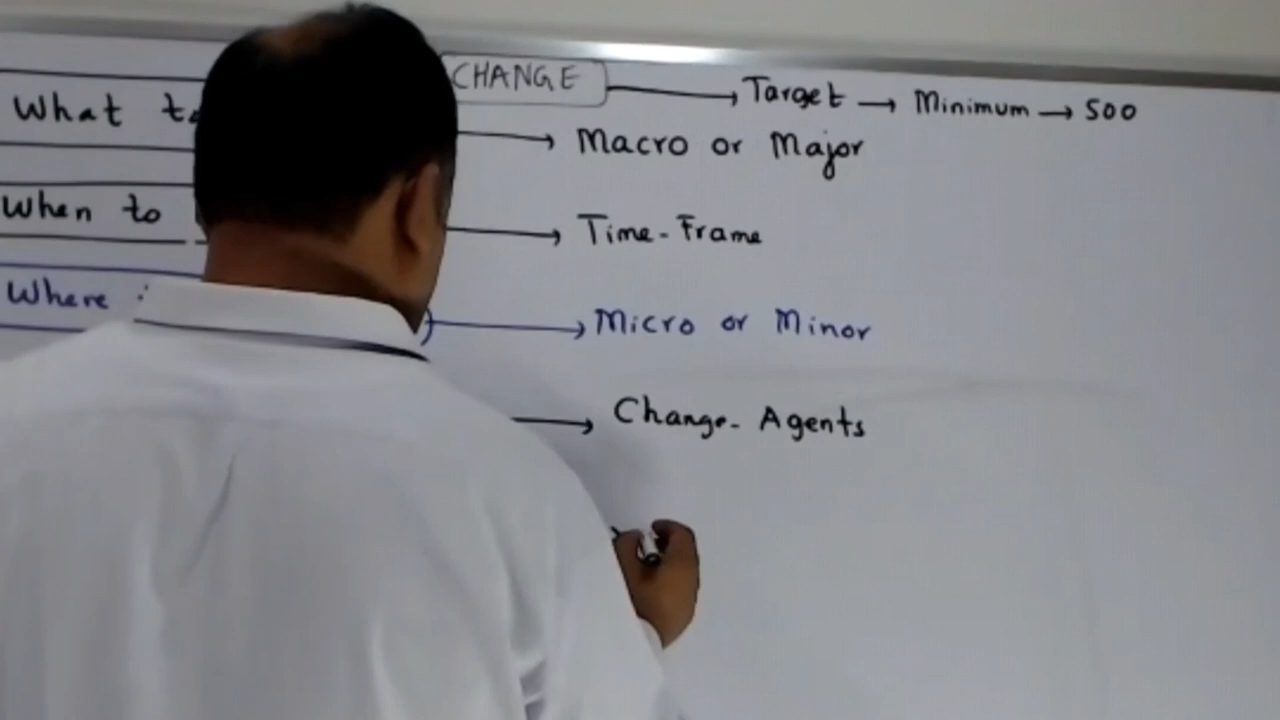 CHANGE → Target → Minimum → 500
What → Macro or Major
When to → Time-Frame
Where → Micro or Minor
→ Change-Agents